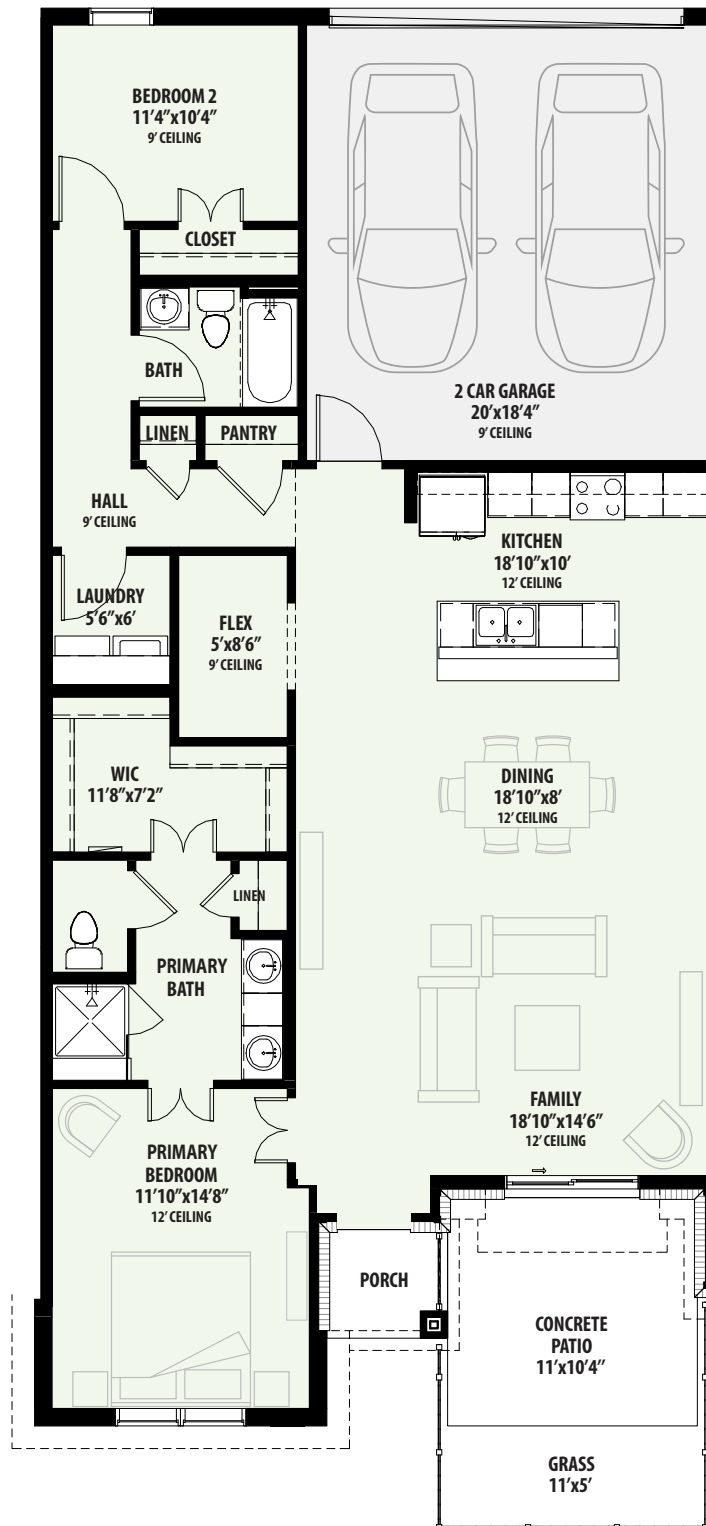 BEDROOM 2
11'4"x10'4"
9' CEILING
CLOSET
BATH
2 CAR GARAGE
20'x18'4"
9' CEILING
LINEN
PANTRY
HALL
9' CEILING
KITCHEN
18'10"x10'
12' CEILING
LAUNDRY
5'6"x6'
FLEX
5'x8'6"
9' CEILING
WIC
11'8"x7'2"
DINING
18'10"x8'
12' CEILING
LINEN
PRIMARY
BATH
FAMILY
18'10"x14'6"
12' CEILING
PRIMARY
BEDROOM
11'10"x14'8"
12' CEILING
PORCH
CONCRETE
PATIO
11'x10'4"
GRASS
11'x5'